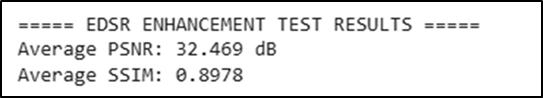 ===== EDSR ENHANCEMENT TEST RESULTS =====
Average PSNR: 32.469 dB
Average SSIM: 0.8978